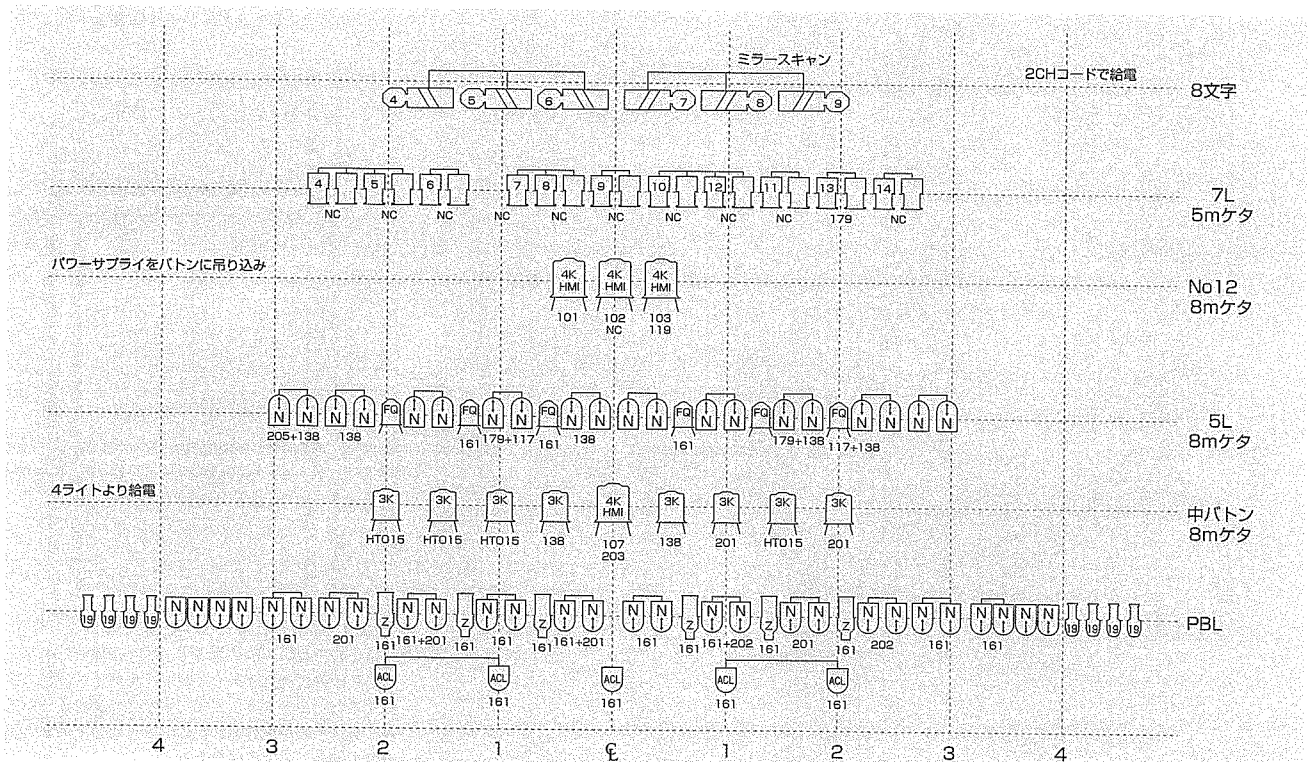 ミラースキャン
2CHコードで給電
4 5 6 7 8 9
8文字
4 5 6 7 8 9 10 12 11 13 14
7L
NC NC NC NC NC NC NC NC NC 179 NC
5mケタ
パワーサプライをバトンに吊り込み
4K 4K 4K
HMI HMI HMI
No12
101 102 103
8mケタ
NC 119
N N N N FQ N N FQ N N FQ N N N N FQ N N FQ N N FQ N N N N
5L
205+138 138 161 179+117 161 138 161 179+138 117+138
8mケタ
4ライトより給電
3K 3K 3K 3K 4K 3K 3K 3K 3K
HMI
中バトン
HT015 HT015 HT015 138 107 138 201 HT015 201
8mケタ
203
19 19 19 19 N N N N N N N N Z N N Z N N Z N N N N Z N N Z N N Z N N N N N N N N 19 19 19 19
PBL
161 201 161 161+201 161 161 161 161+201 161 161 161+202 161 201 161 202 161 161
ACL ACL ACL ACL ACL
161 161 161 161 161
4 3 2 1 ℄ 1 2 3 4